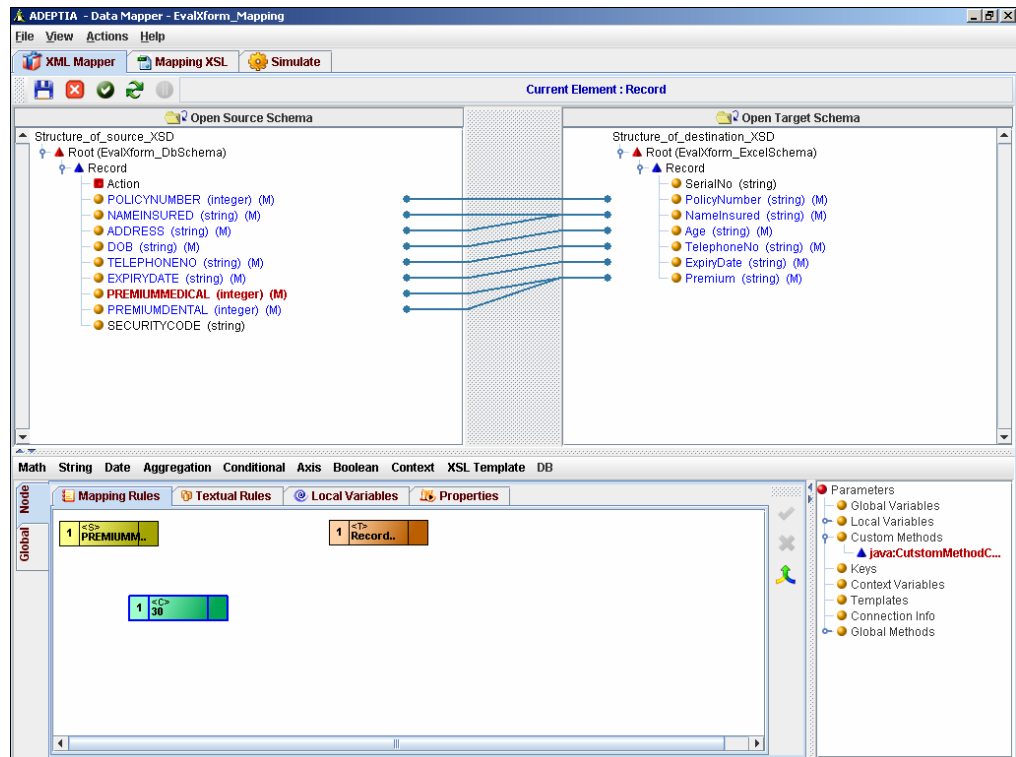 ADEPTIA - Data Mapper - EvalXform_Mapping
File View Actions Help
XML Mapper Mapping XSL Simulate
Current Element : Record
Open Source Schema
Structure_of_source_XSD
Root (EvalXform_DbSchema)
Record
Action
POLICYNUMBER (integer) (M)
NAMEINSURED (string) (M)
ADDRESS (string) (M)
DOB (string) (M)
TELEPHONENO (string) (M)
EXPIRYDATE (string) (M)
PREMIUMMEDICAL (integer) (M)
PREMIUMDENTAL (integer) (M)
SECURITYCODE (string)
Open Target Schema
Structure_of_destination_XSD
Root (EvalXform_ExcelSchema)
Record
SerialNo (string)
PolicyNumber (string) (M)
NameInsured (string) (M)
Age (string) (M)
TelephoneNo (string) (M)
ExpiryDate (string) (M)
Premium (string) (M)
Math String Date Aggregation Conditional Axis Boolean Context XSL Template DB
Node
Global
Mapping Rules Textual Rules Local Variables Properties
1 <S> PREMIUMM..
1 <T> Record..
1 <C> 30
Parameters
Global Variables
Local Variables
Custom Methods
java:CutstomMethodC...
Keys
Context Variables
Templates
Connection Info
Global Methods